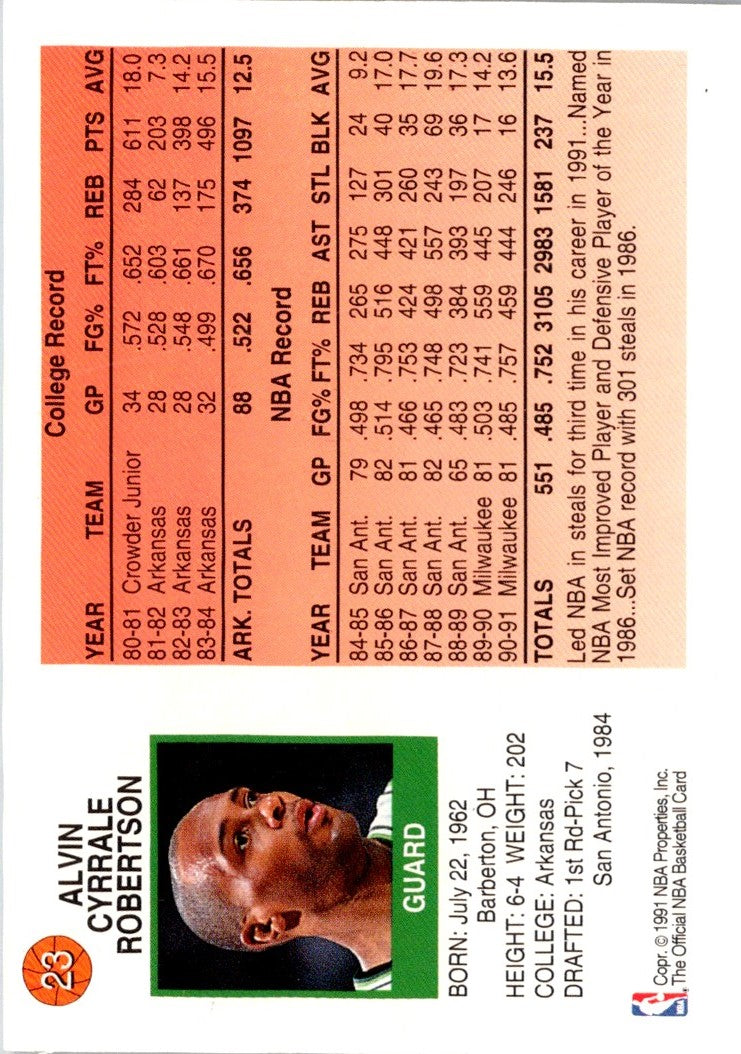 23
ALVIN
CYRRALE
ROBERTSON
GUARD
BORN: July 22, 1962
Barberton, OH
HEIGHT: 6-4 WEIGHT: 202
COLLEGE: Arkansas
DRAFTED: 1st Rd-Pick 7
San Antonio, 1984
NBA
Copr. © 1991 NBA Properties, Inc.
The Official NBA Basketball Card
College Record
YEAR TEAM GP FG% FT% REB PTS AVG
80-81 Crowder Junior 34 .572 .652 284 611 18.0
81-82 Arkansas 28 .528 .603 62 203 7.3
82-83 Arkansas 28 .548 .661 137 398 14.2
83-84 Arkansas 32 .499 .670 175 496 15.5
ARK. TOTALS 88 .522 .656 374 1097 12.5
NBA Record
YEAR TEAM GP FG% FT% REB AST STL BLK AVG
84-85 San Ant. 79 .498 .734 265 275 127 24 9.2
85-86 San Ant. 82 .514 .795 516 448 301 40 17.0
86-87 San Ant. 81 .466 .753 424 421 260 35 17.7
87-88 San Ant. 82 .465 .748 498 557 243 69 19.6
88-89 San Ant. 65 .483 .723 384 393 197 36 17.3
89-90 Milwaukee 81 .503 .741 559 445 207 17 14.2
90-91 Milwaukee 81 .485 .757 459 444 246 16 13.6
TOTALS 551 .485 .752 3105 2983 1581 237 15.5
Led NBA in steals for third time in his career in 1991...Named
NBA Most Improved Player and Defensive Player of the Year in
1986...Set NBA record with 301 steals in 1986.